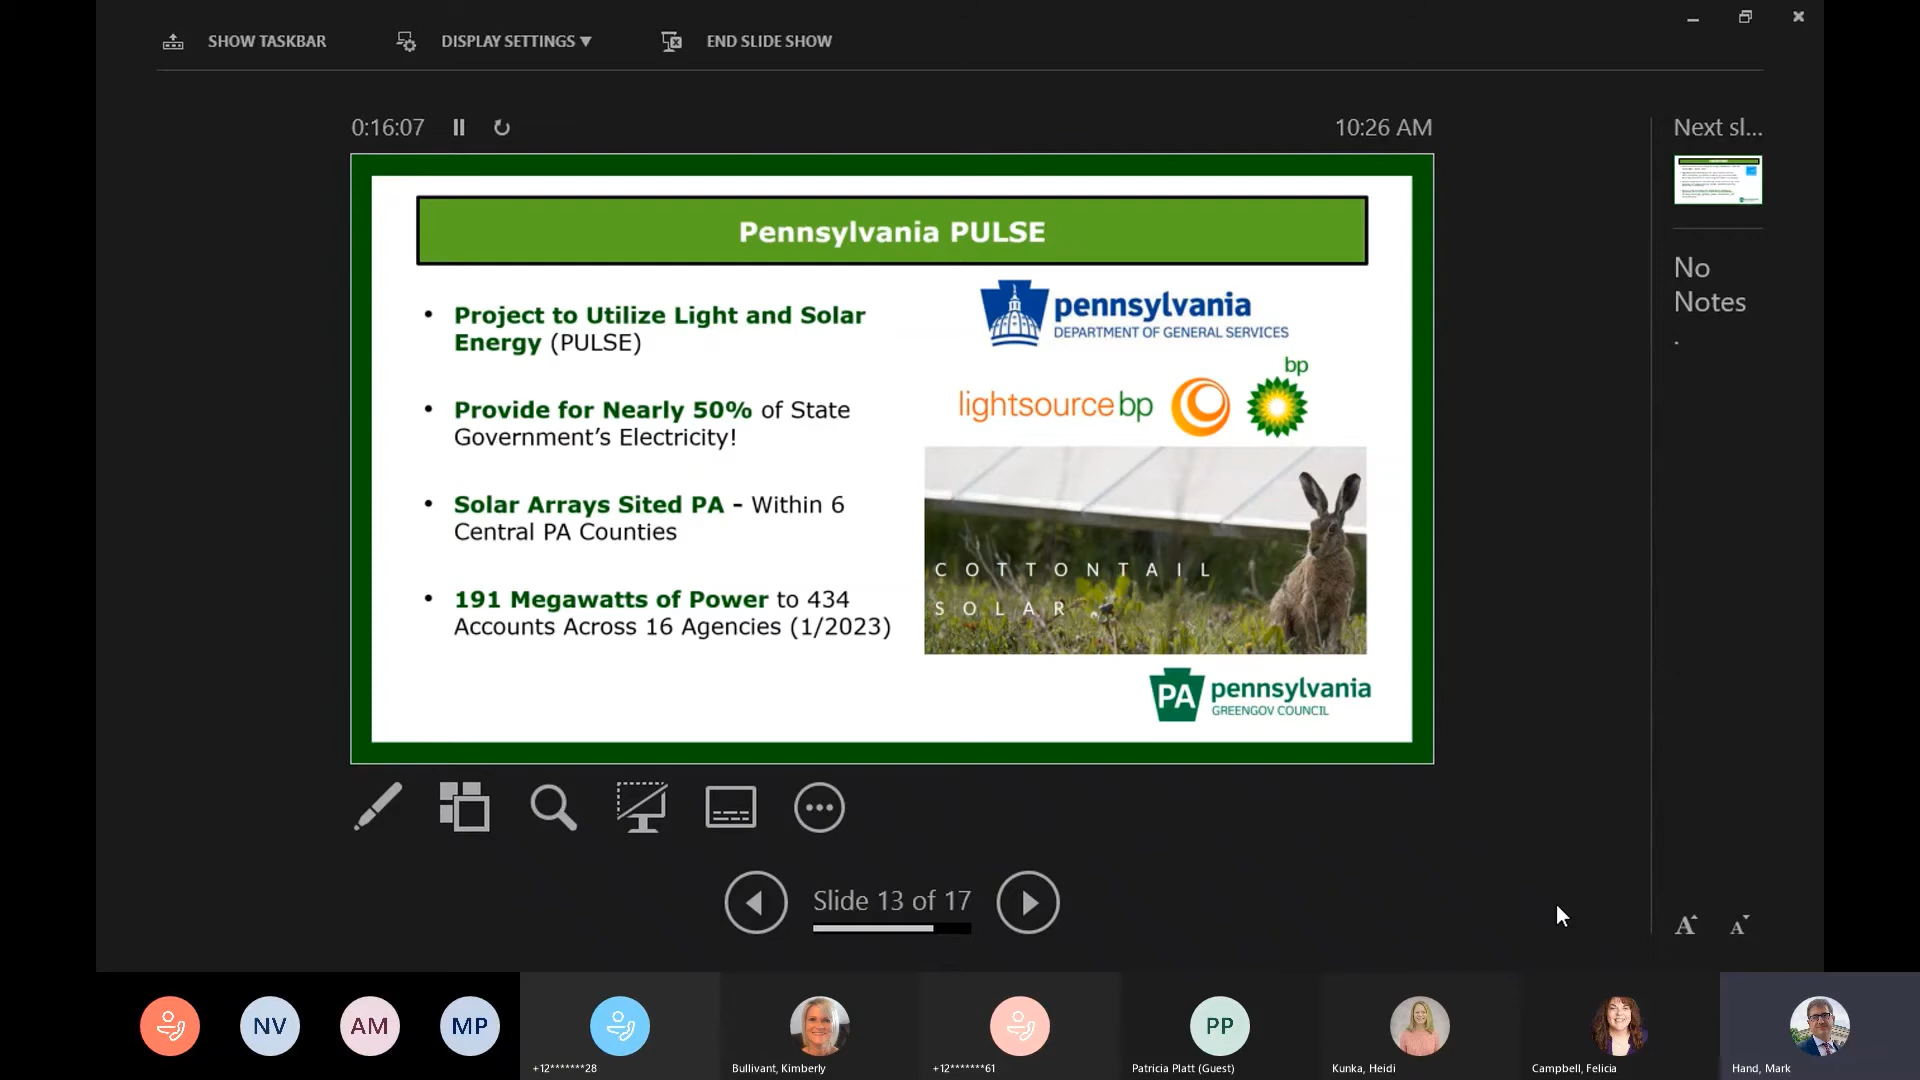 SHOW TASKBAR
DISPLAY SETTINGS ▼
END SLIDE SHOW
0:16:07
10:26 AM
Next sl...
Pennsylvania PULSE
• Project to Utilize Light and Solar
Energy (PULSE)
• Provide for Nearly 50% of State
Government’s Electricity!
• Solar Arrays Sited PA - Within 6
Central PA Counties
• 191 Megawatts of Power to 434
Accounts Across 16 Agencies (1/2023)
pennsylvania
DEPARTMENT OF GENERAL SERVICES
bp
lightsource bp
COTTONTAIL
SOLAR
PA pennsylvania
GREENGOV COUNCIL
No
Notes
.
Slide 13 of 17
A A
NV
AM
MP
PP
+12*******28
Bullivant, Kimberly
+12*******61
Patricia Platt (Guest)
Kunka, Heidi
Campbell, Felicia
Hand, Mark